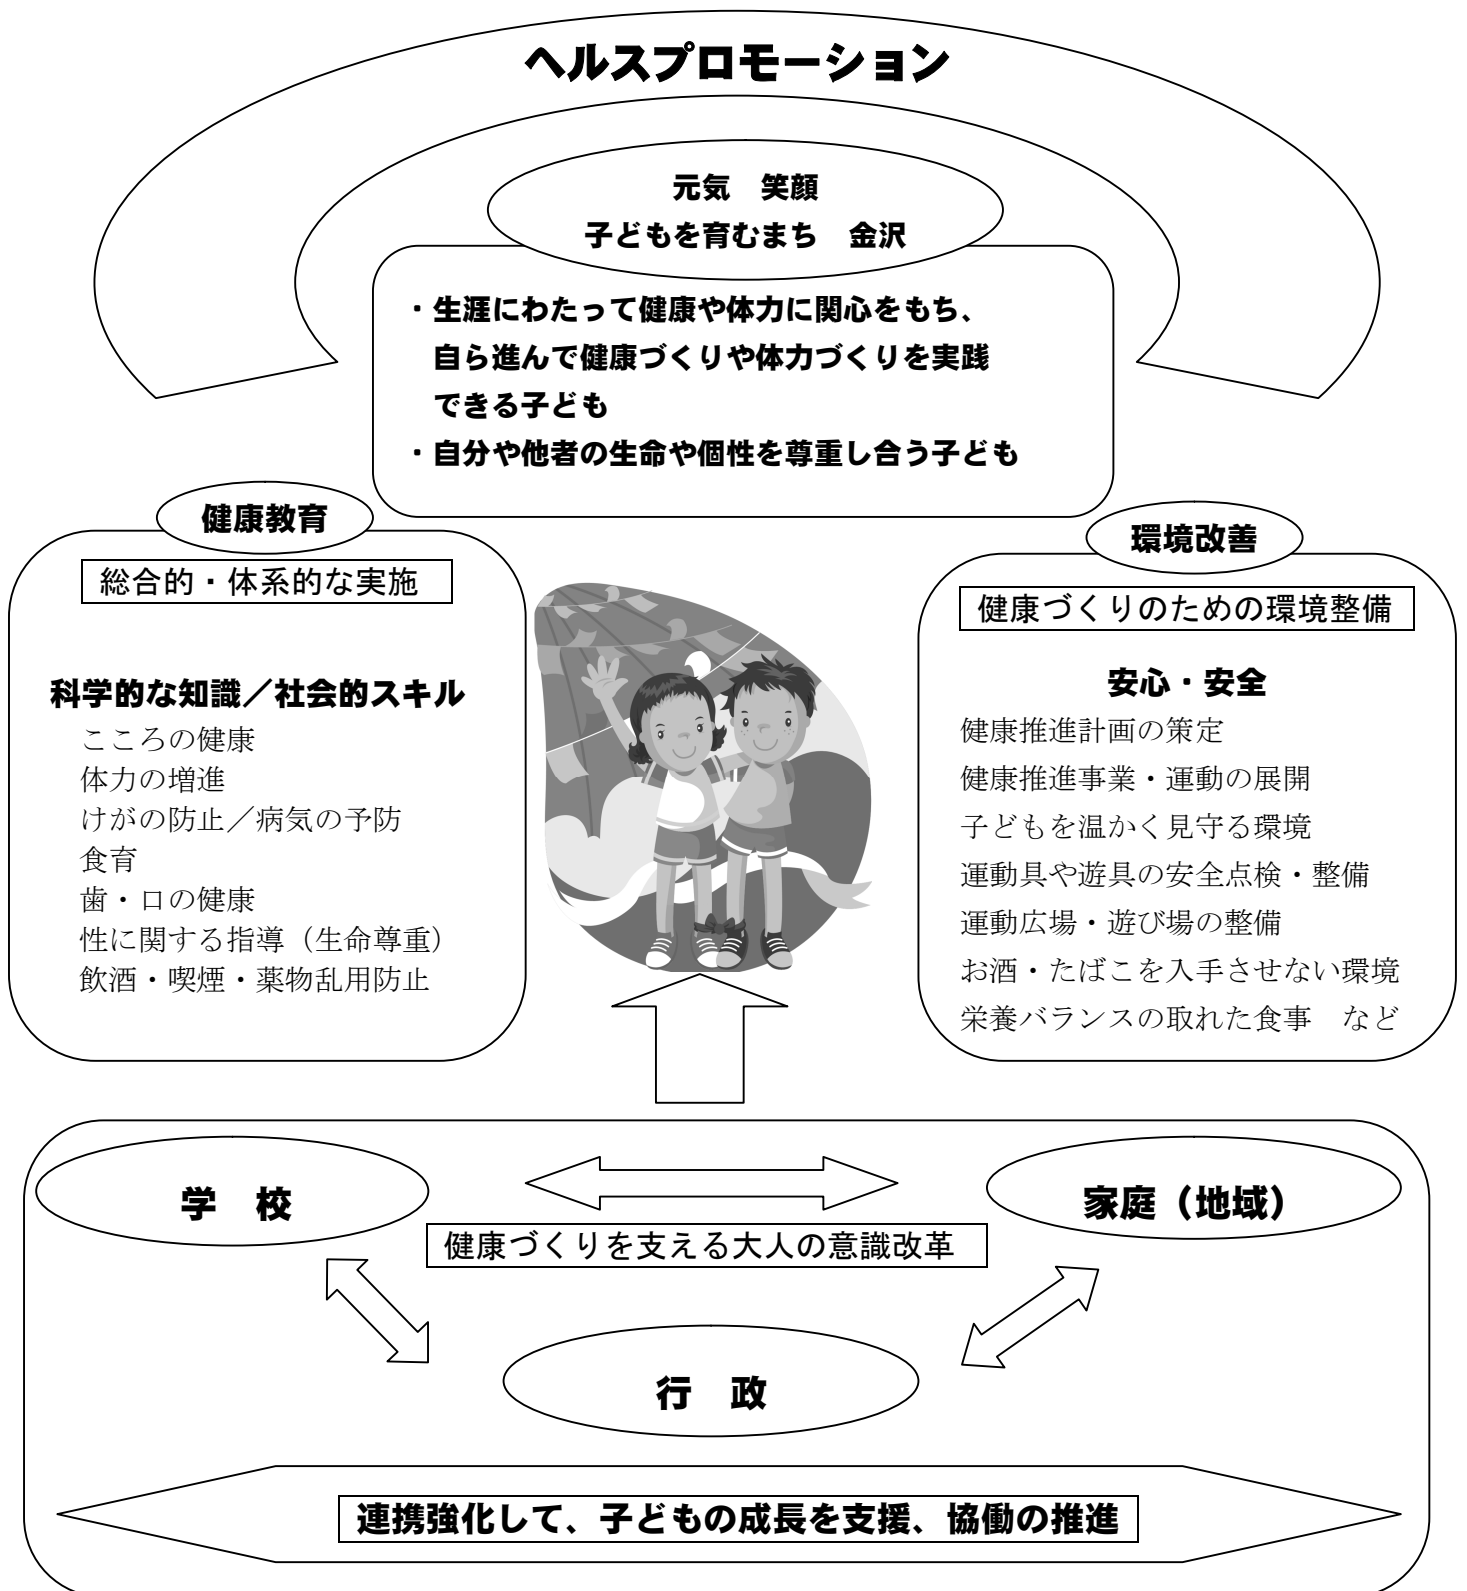 ヘルスプロモーション
元気　笑顔
子どもを育むまち　金沢
・生涯にわたって健康や体力に関心をもち、
自ら進んで健康づくりや体力づくりを実践
できる子ども
・自分や他者の生命や個性を尊重し合う子ども
健康教育
総合的・体系的な実施
科学的な知識／社会的スキル
こころの健康
体力の増進
けがの防止／病気の予防
食育
歯・口の健康
性に関する指導（生命尊重）
飲酒・喫煙・薬物乱用防止
環境改善
健康づくりのための環境整備
安心・安全
健康推進計画の策定
健康推進事業・運動の展開
子どもを温かく見守る環境
運動具や遊具の安全点検・整備
運動広場・遊び場の整備
お酒・たばこを入手させない環境
栄養バランスの取れた食事　など
学　校
家庭（地域）
健康づくりを支える大人の意識改革
行　政
連携強化して、子どもの成長を支援、協働の推進